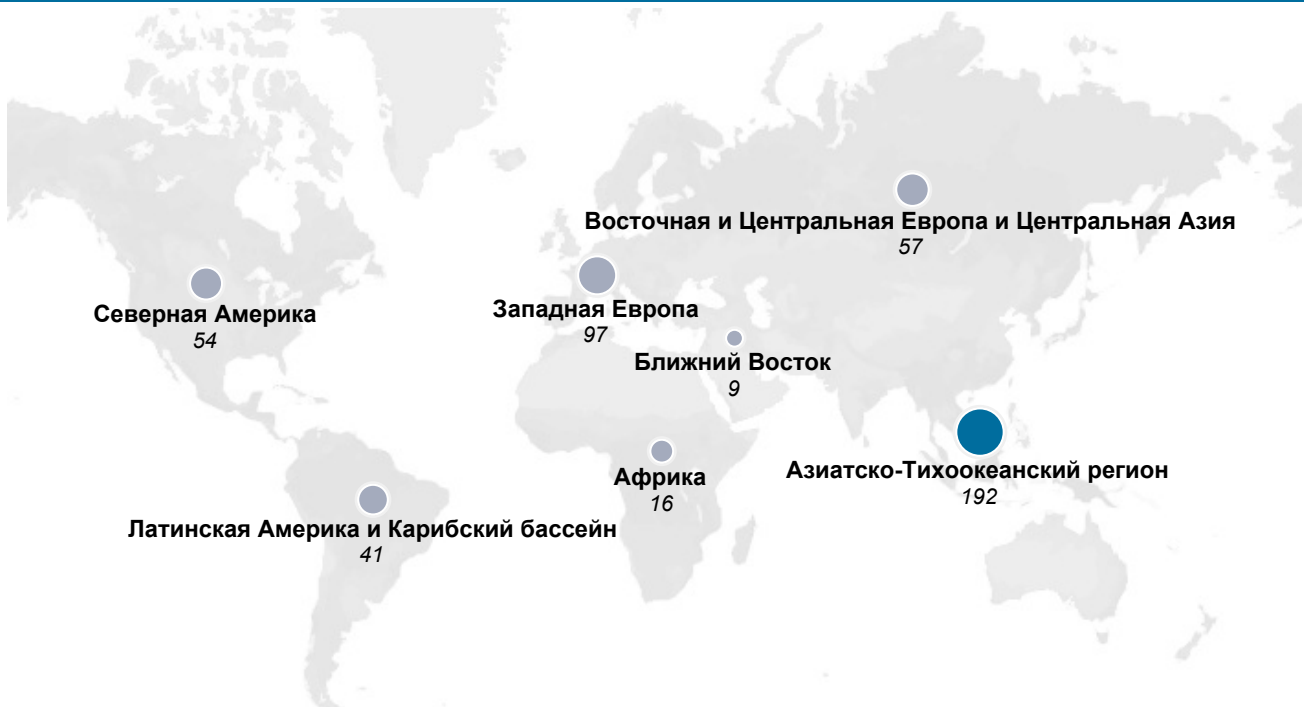 Восточная и Центральная Европа и Центральная Азия
57
Северная Америка
54
Западная Европа
97
Ближний Восток
9
Африка
16
Азиатско-Тихоокеанский регион
192
Латинская Америка и Карибский бассейн
41